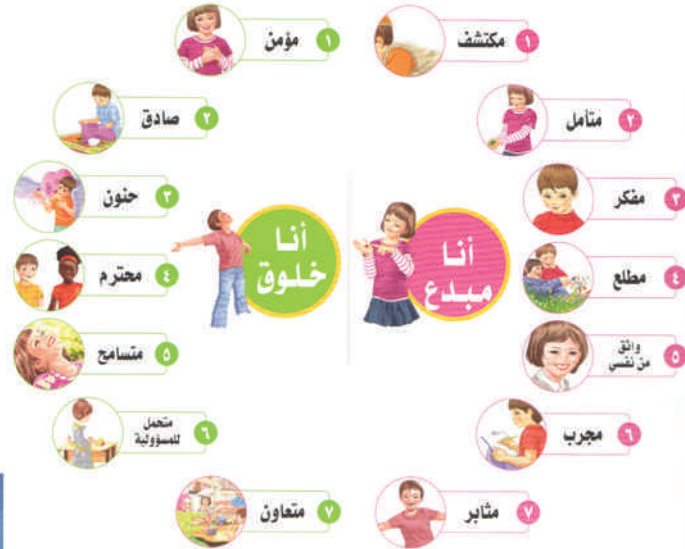 أنا
مبدع
١ مكتشف
٢ متأمل
٣ مفكر
٤ مطلع
٥ واثق
من نفسي
٦ مجرب
٧ مثابر
أنا
خلوق
١ مؤمن
٢ صادق
٣ حنون
٤ محترم
٥ متسامح
٦ متحمل
للمسؤولية
٧ متعاون